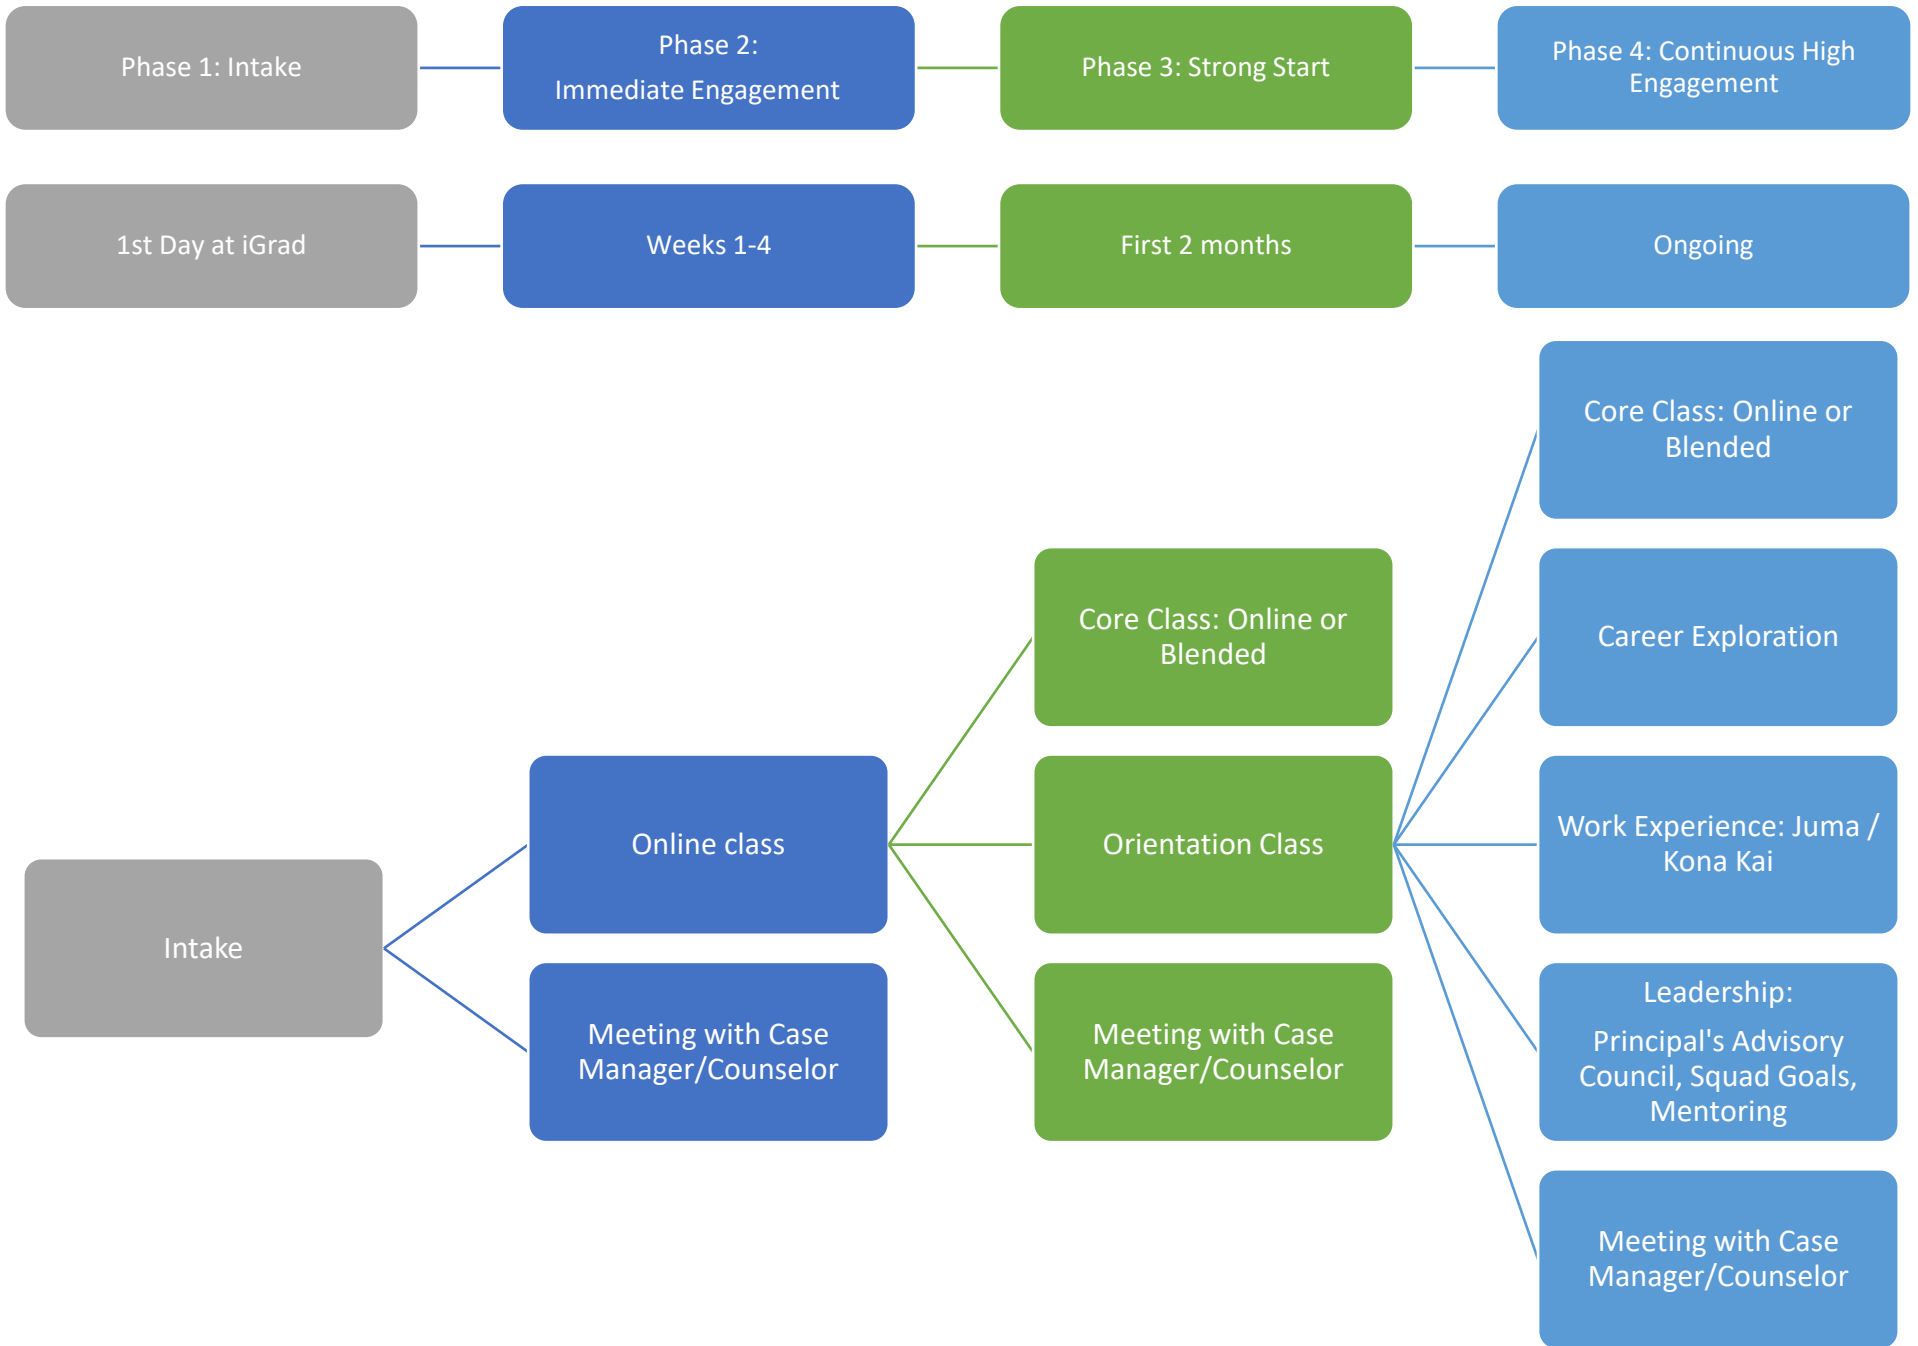 Phase 1: Intake
Phase 2:
Immediate Engagement
Phase 3: Strong Start
Phase 4: Continuous High
Engagement
1st Day at iGrad
Weeks 1-4
First 2 months
Ongoing
Intake
Online class
Meeting with Case
Manager/Counselor
Core Class: Online or
Blended
Orientation Class
Meeting with Case
Manager/Counselor
Core Class: Online or
Blended
Career Exploration
Work Experience: Juma /
Kona Kai
Leadership:
Principal's Advisory
Council, Squad Goals,
Mentoring
Meeting with Case
Manager/Counselor